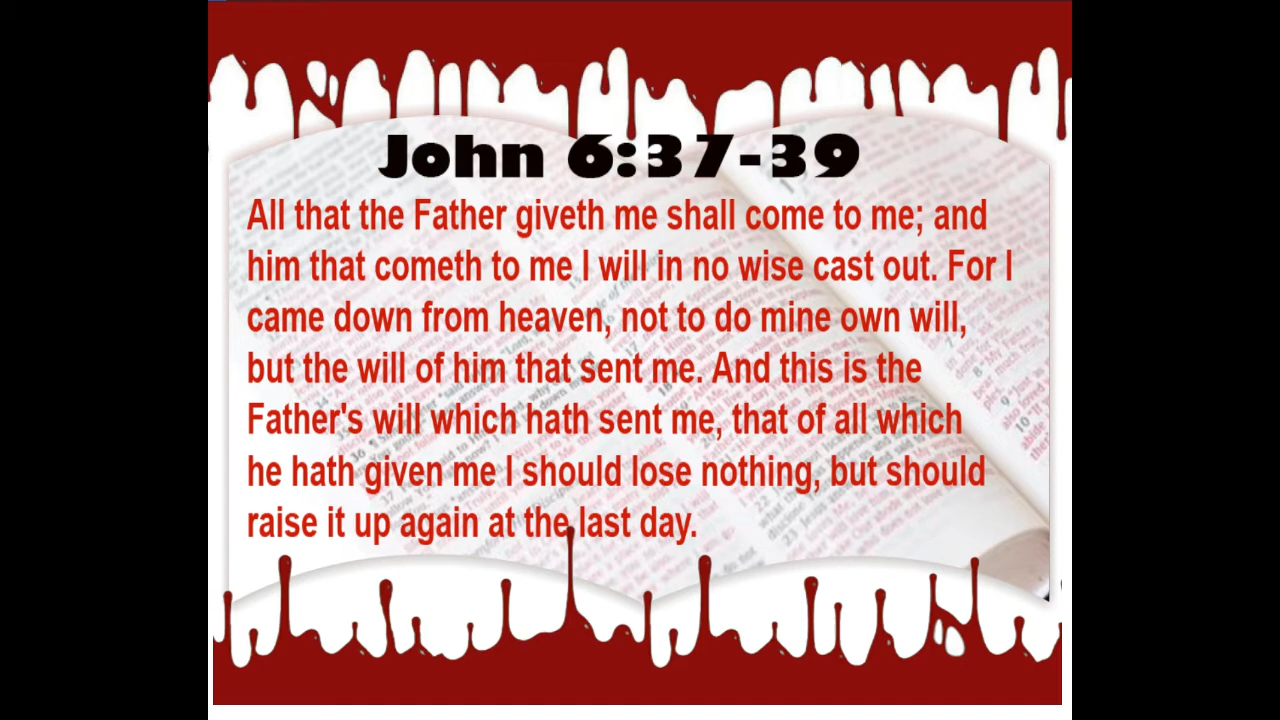 John 6:37-39
All that the Father giveth me shall come to me; and
him that cometh to me I will in no wise cast out. For I
came down from heaven, not to do mine own will,
but the will of him that sent me. And this is the
Father's will which hath sent me, that of all which
he hath given me I should lose nothing, but should
raise it up again at the last day.